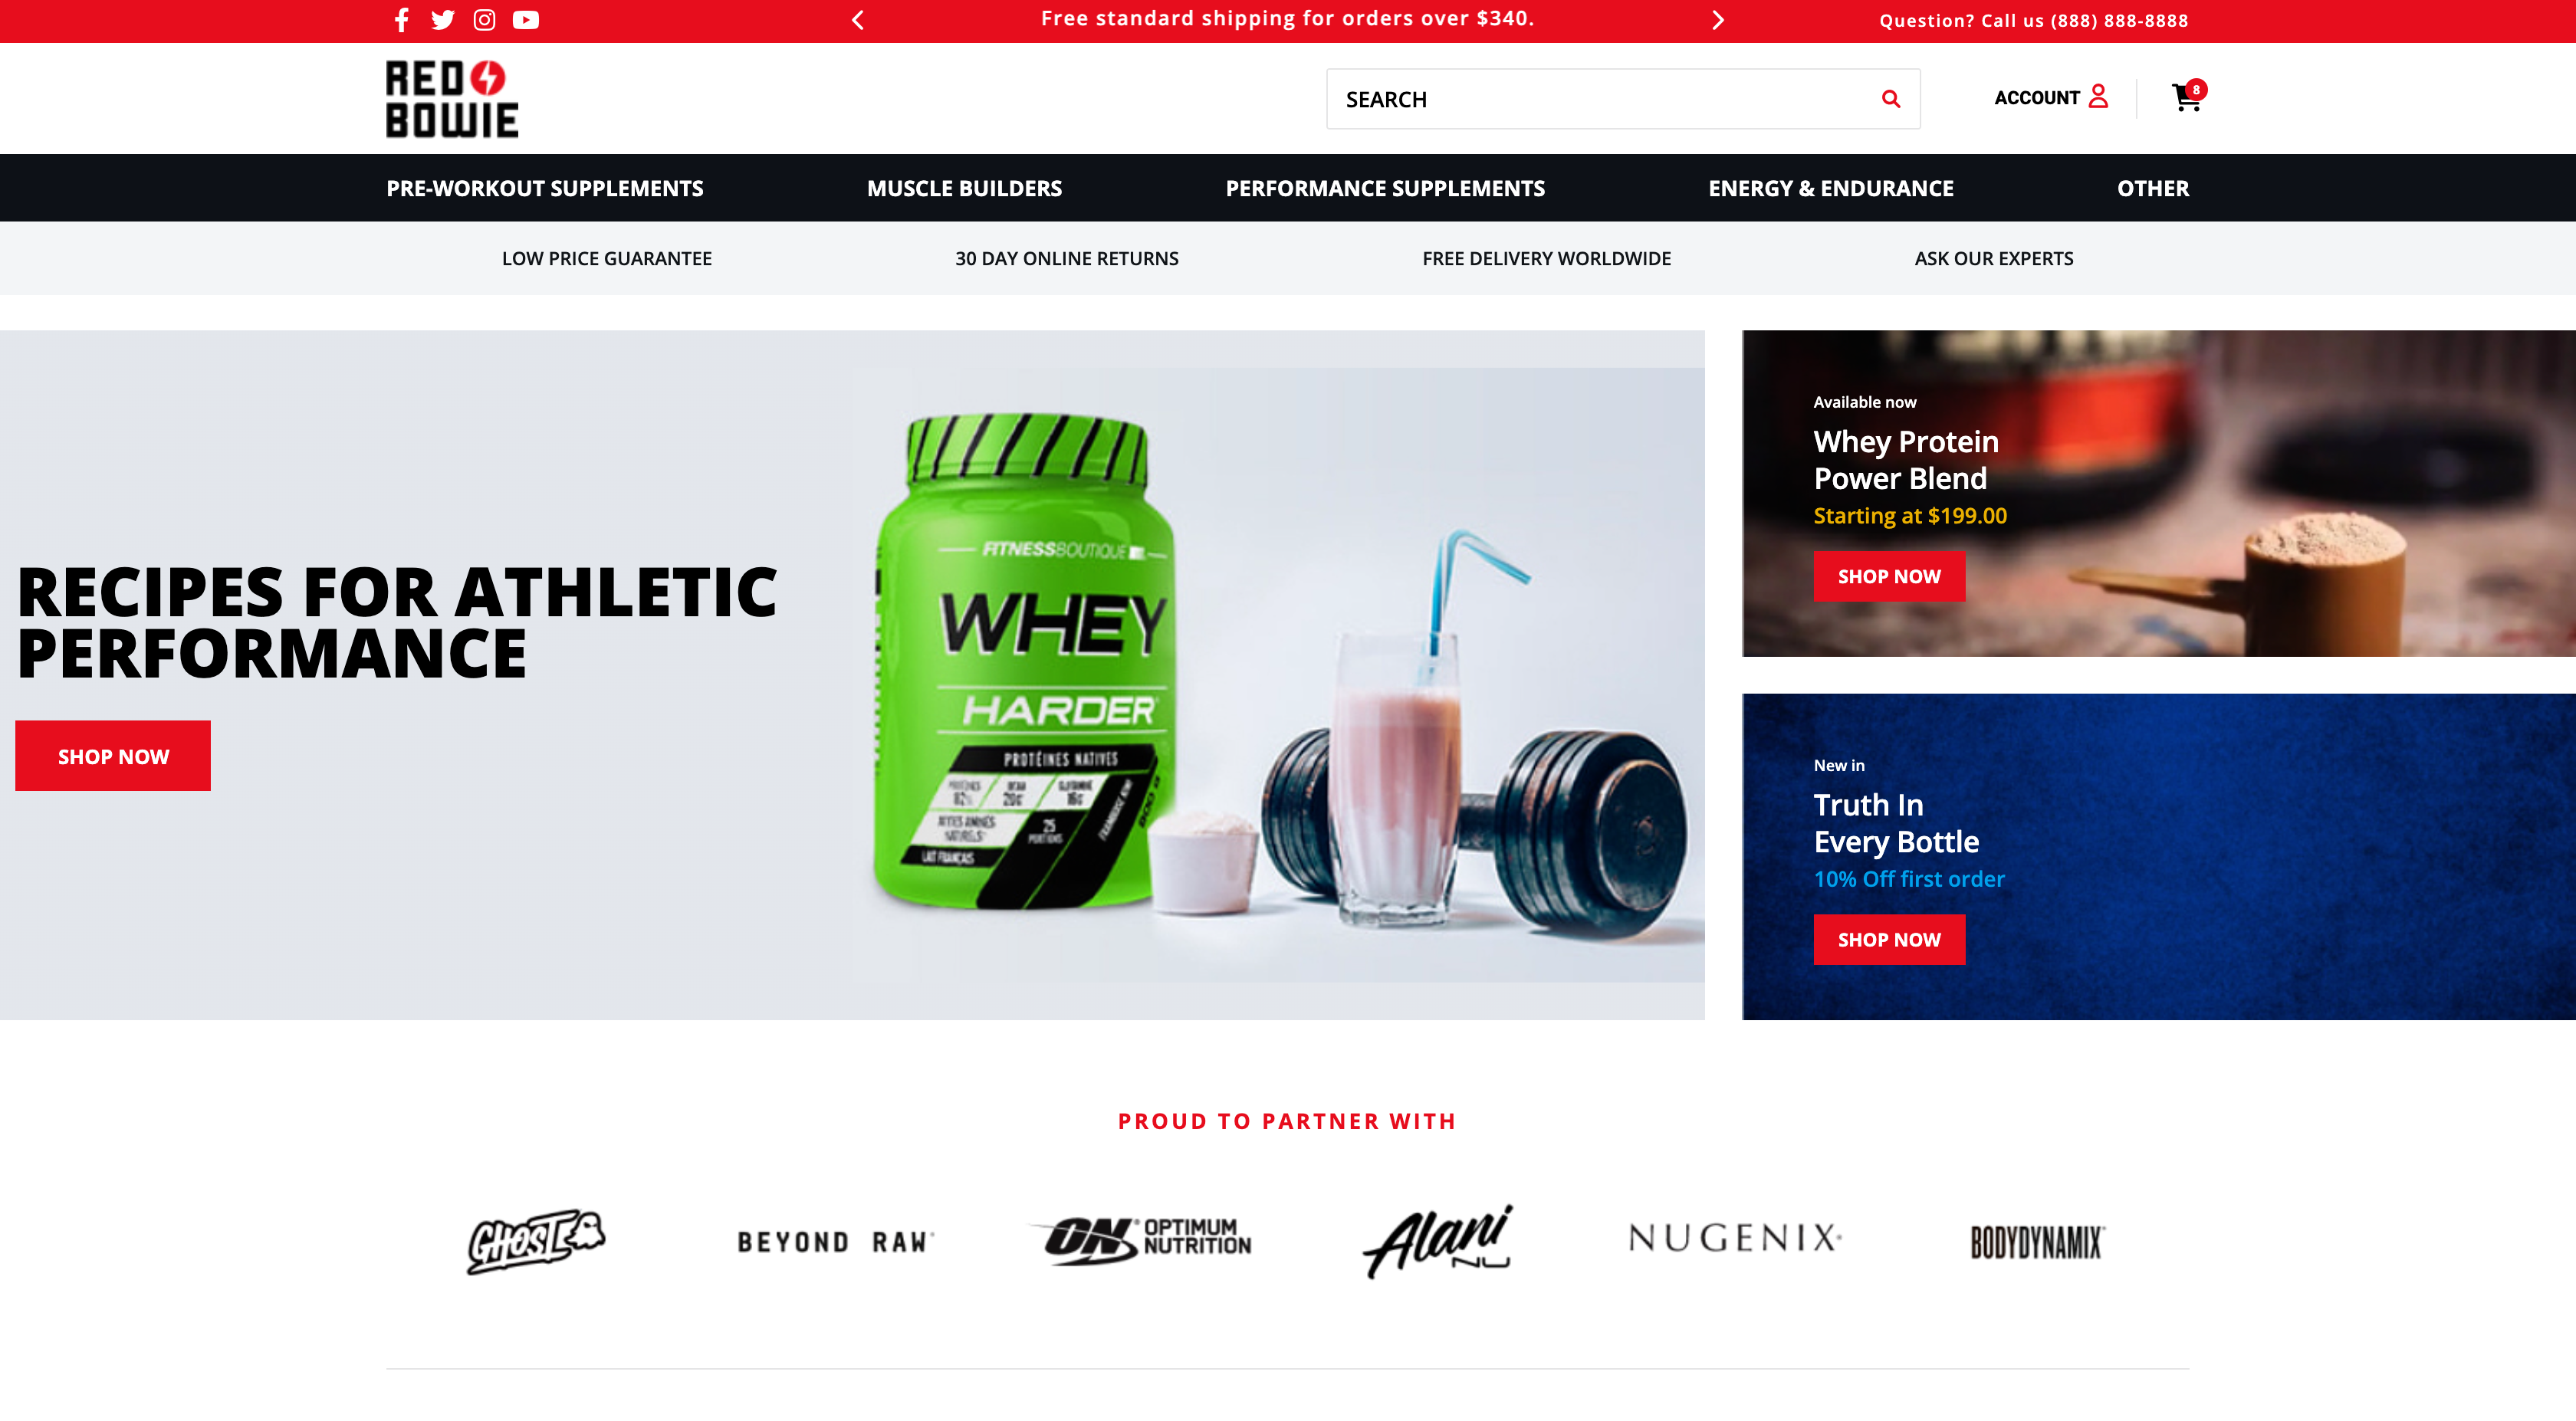 Free standard shipping for orders over $340.
Question? Call us (888) 888-8888
RED
BOWIE
SEARCH
ACCOUNT
8
PRE-WORKOUT SUPPLEMENTS
MUSCLE BUILDERS
PERFORMANCE SUPPLEMENTS
ENERGY & ENDURANCE
OTHER
LOW PRICE GUARANTEE
30 DAY ONLINE RETURNS
FREE DELIVERY WORLDWIDE
ASK OUR EXPERTS
RECIPES FOR ATHLETIC
PERFORMANCE
SHOP NOW
FITNESSBOUTIQUE
WHEY
HARDER
PROTÉINES NATIVES
25
PORTIONS
LAIT FRANÇAIS
Available now
Whey Protein
Power Blend
Starting at $199.00
SHOP NOW
New in
Truth In
Every Bottle
10% Off first order
SHOP NOW
PROUD TO PARTNER WITH
GHOST
BEYOND RAW
ON OPTIMUM
NUTRITION
Alani
NU
NUGENIX
BODYDYNAMIX